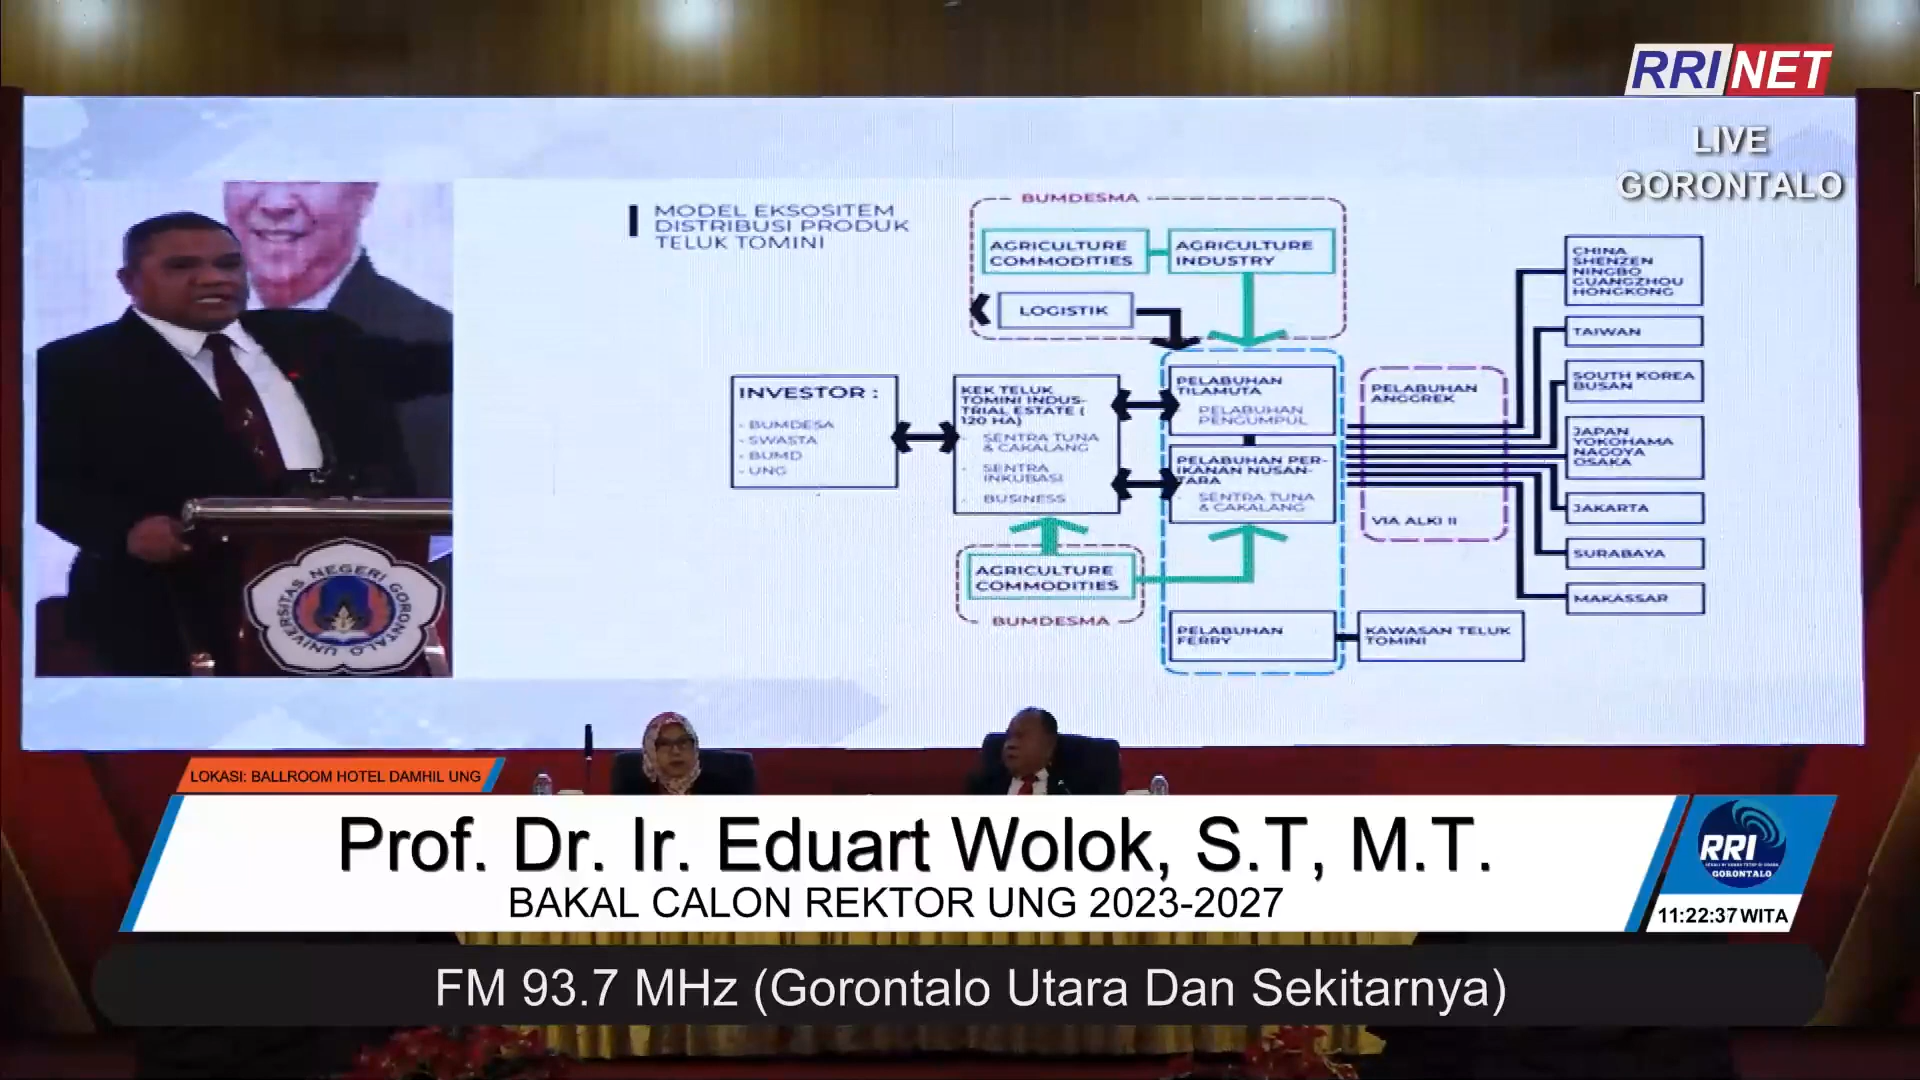 RRI NET
LIVE
GORONTALO
MODEL EKSOSITEM
DISTRIBUSI PRODUK
TELUK TOMINI
BUMDESMA
AGRICULTURE
COMMODITIES
AGRICULTURE
INDUSTRY
LOGISTIK
INVESTOR :
- BUMDESA
- SWASTA
- BUMD
- UNG
KEK TELUK
TOMINI INDUS-
TRIAL ESTATE (
120 HA)
- SENTRA TUNA
& CAKALANG
- SENTRA
INKUBASI
- BUSINESS
AGRICULTURE
COMMODITIES
BUMDESMA
PELABUHAN
TILAMUTA
- PELABUHAN
PENGUMPUL
PELABUHAN PER-
IKANAN NUSAN-
TARA
- SENTRA TUNA
& CAKALANG
PELABUHAN
FERRY
KAWASAN TELUK
TOMINI
PELABUHAN
ANGGREK
VIA ALKI II
CHINA
SHENZEN
NINGBO
GUANGZHOU
HONGKONG
TAIWAN
SOUTH KOREA
BUSAN
JAPAN
YOKOHAMA
NAGOYA
OSAKA
JAKARTA
SURABAYA
MAKASSAR
UNIVERSITAS NEGERI GORONTALO
LOKASI: BALLROOM HOTEL DAMHIL UNG
Prof. Dr. Ir. Eduart Wolok, S.T, M.T.
BAKAL CALON REKTOR UNG 2023-2027
RRI
GORONTALO
11:22:37 WITA
FM 93.7 MHz (Gorontalo Utara Dan Sekitarnya)